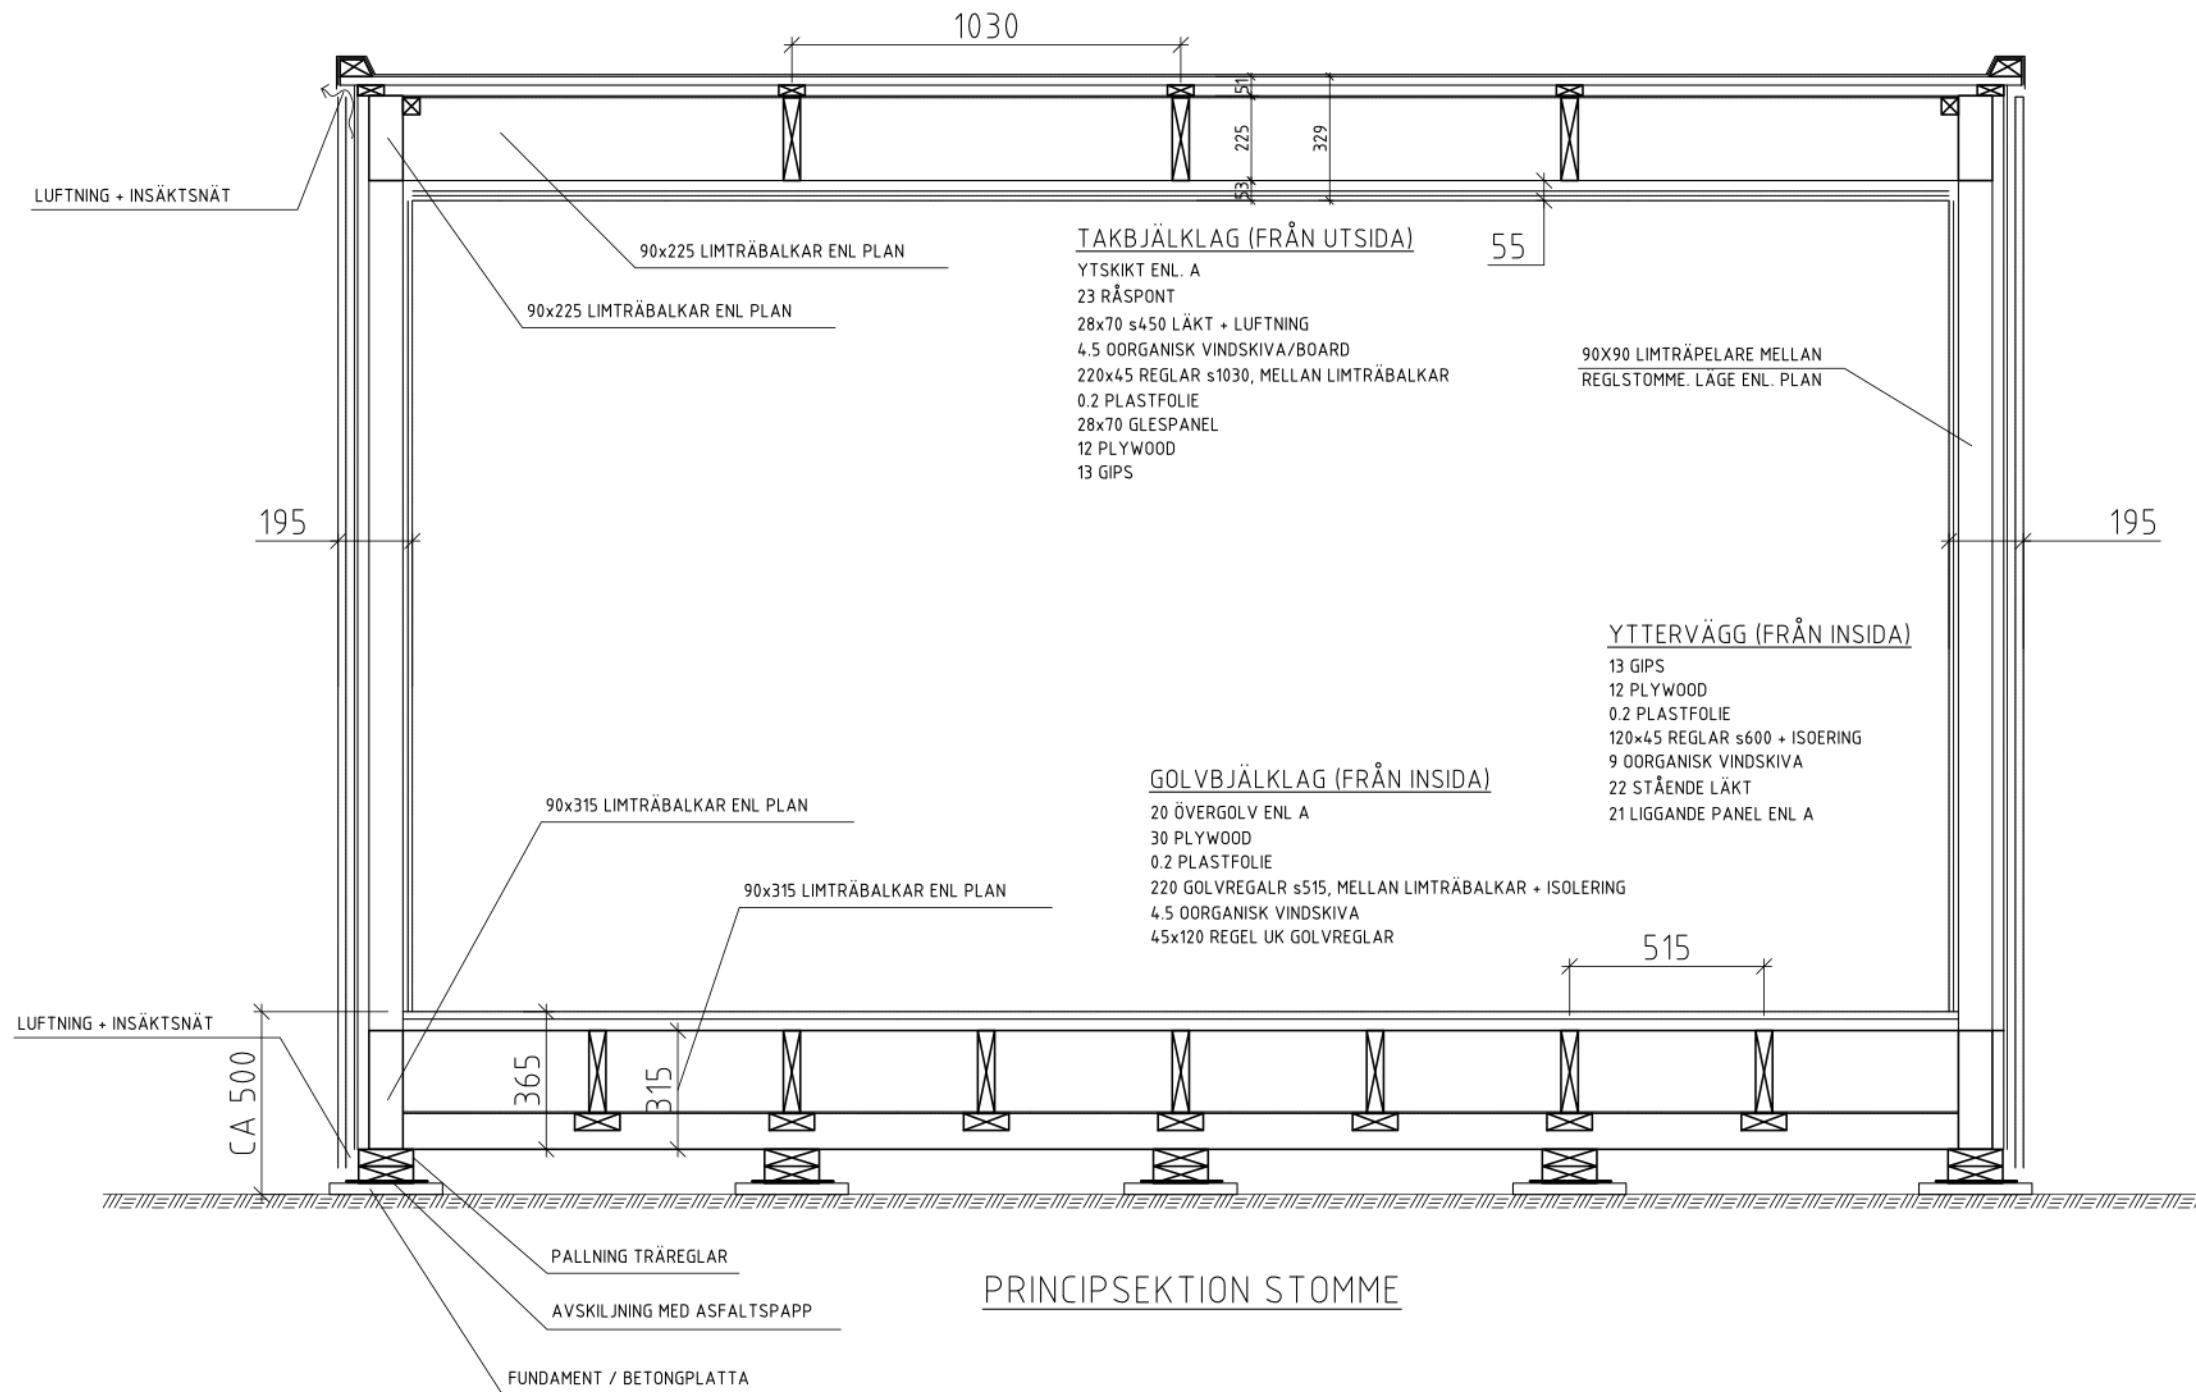 1030
51
225
329
53
LUFTNING + INSÄKTSNÄT
90x225 LIMTRÄBALKAR ENL PLAN
90x225 LIMTRÄBALKAR ENL PLAN
TAKBJÄLKLAG (FRÅN UTSIDA)
YTSKIKT ENL. A
23 RÅSPONT
28x70 s450 LÄKT + LUFTNING
4.5 OORGANISK VINDSKIVA/BOARD
220x45 REGLAR s1030, MELLAN LIMTRÄBALKAR
0.2 PLASTFOLIE
28x70 GLESPANEL
12 PLYWOOD
13 GIPS
55
90X90 LIMTRÄPELARE MELLAN
REGLSTOMME. LÄGE ENL. PLAN
195
195
YTTERVÄGG (FRÅN INSIDA)
13 GIPS
12 PLYWOOD
0.2 PLASTFOLIE
120x45 REGLAR s600 + ISOERING
9 OORGANISK VINDSKIVA
22 STÅENDE LÄKT
21 LIGGANDE PANEL ENL A
GOLVBJÄLKLAG (FRÅN INSIDA)
20 ÖVERGOLV ENL A
30 PLYWOOD
0.2 PLASTFOLIE
220 GOLVREGALR s515, MELLAN LIMTRÄBALKAR + ISOLERING
4.5 OORGANISK VINDSKIVA
45x120 REGEL UK GOLVREGLAR
90x315 LIMTRÄBALKAR ENL PLAN
90x315 LIMTRÄBALKAR ENL PLAN
515
LUFTNING + INSÄKTSNÄT
CA 500
365
315
PALLNING TRÄREGLAR
AVSKILJNING MED ASFALTSPAPP
FUNDAMENT / BETONGPLATTA
PRINCIPSEKTION STOMME